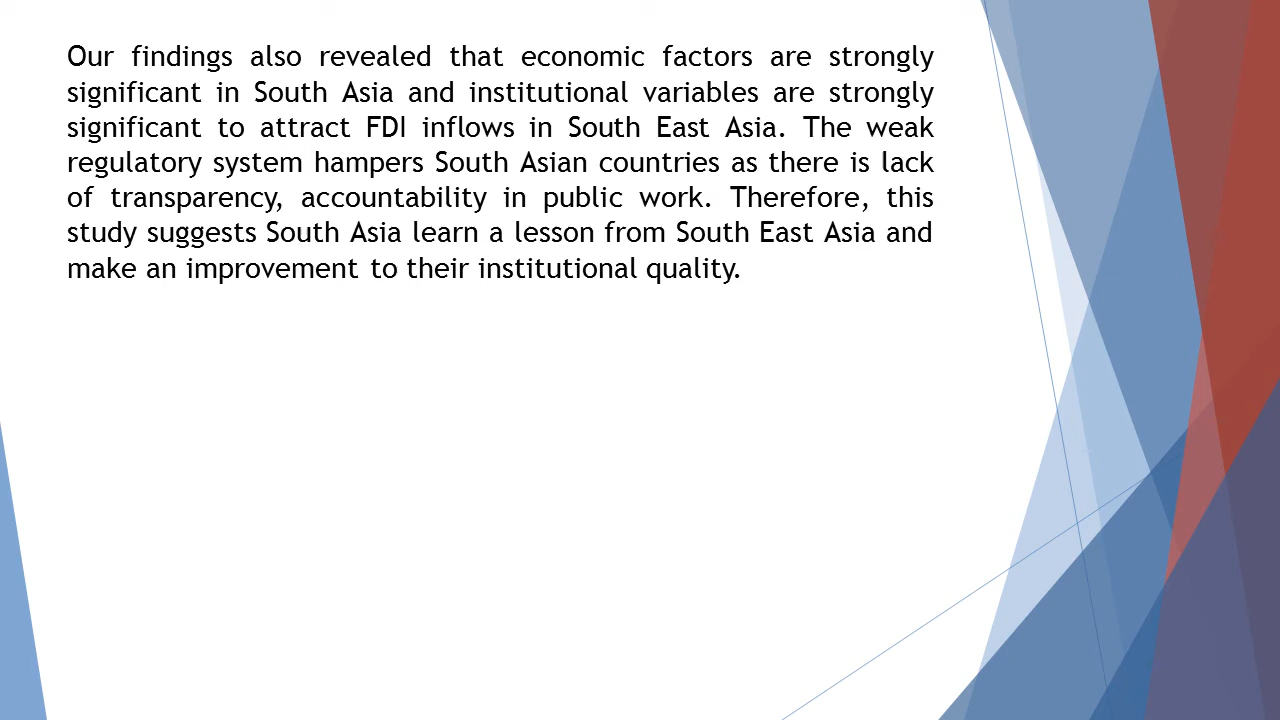 Our findings also revealed that economic factors are strongly
significant in South Asia and institutional variables are strongly
significant to attract FDI inflows in South East Asia. The weak
regulatory system hampers South Asian countries as there is lack
of transparency, accountability in public work. Therefore, this
study suggests South Asia learn a lesson from South East Asia and
make an improvement to their institutional quality.